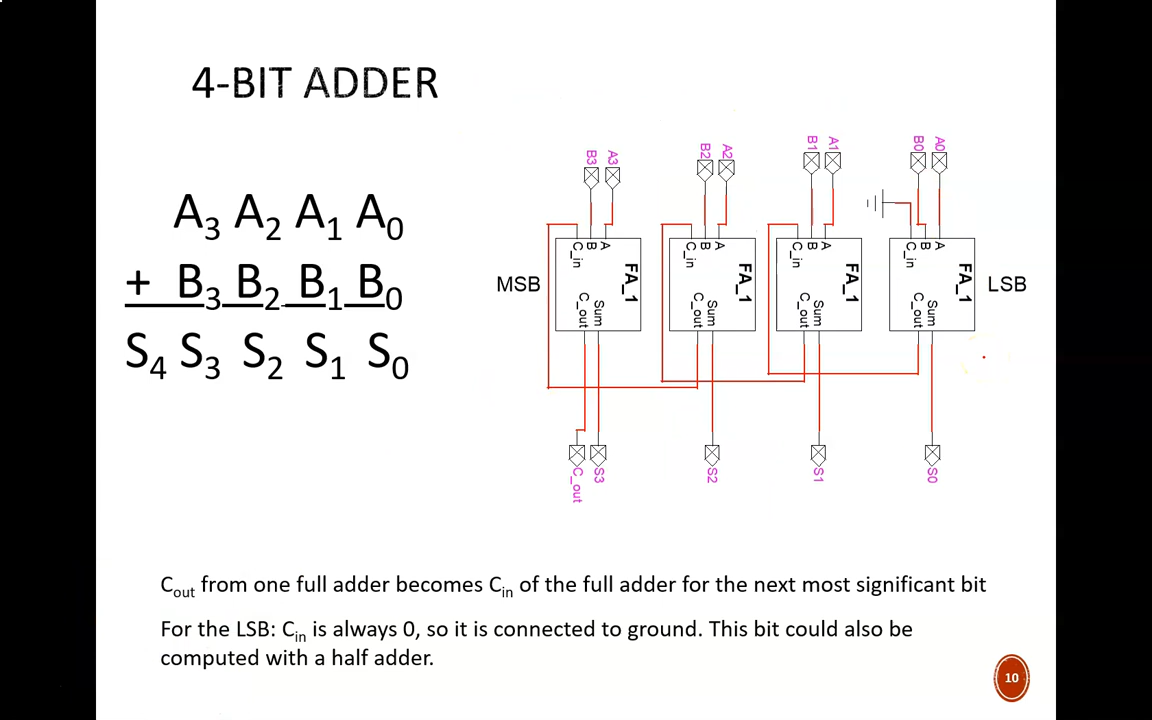 4-BIT ADDER
A3 A2 A1 A0
+ B3 B2 B1 B0
S4 S3 S2 S1 S0
B3 A3 B2 A2 B1 A1 B0 A0
MSB
C_in B A FA_1 C_out Sum
C_in B A FA_1 C_out Sum
C_in B A FA_1 C_out Sum
C_in B A FA_1 C_out Sum
LSB
C_out S3 S2 S1 S0
Cout from one full adder becomes Cin of the full adder for the next most significant bit
For the LSB: Cin is always 0, so it is connected to ground. This bit could also be
computed with a half adder.
10